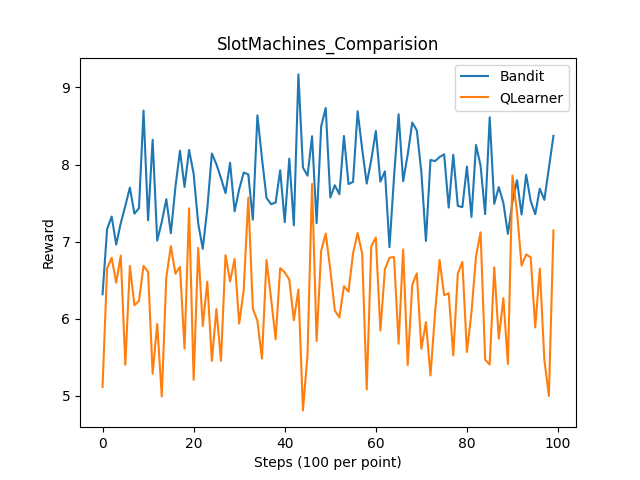 SlotMachines_Comparision
Bandit
QLearner
Reward
9
8
7
6
5
0
20
40
60
80
100
Steps (100 per point)